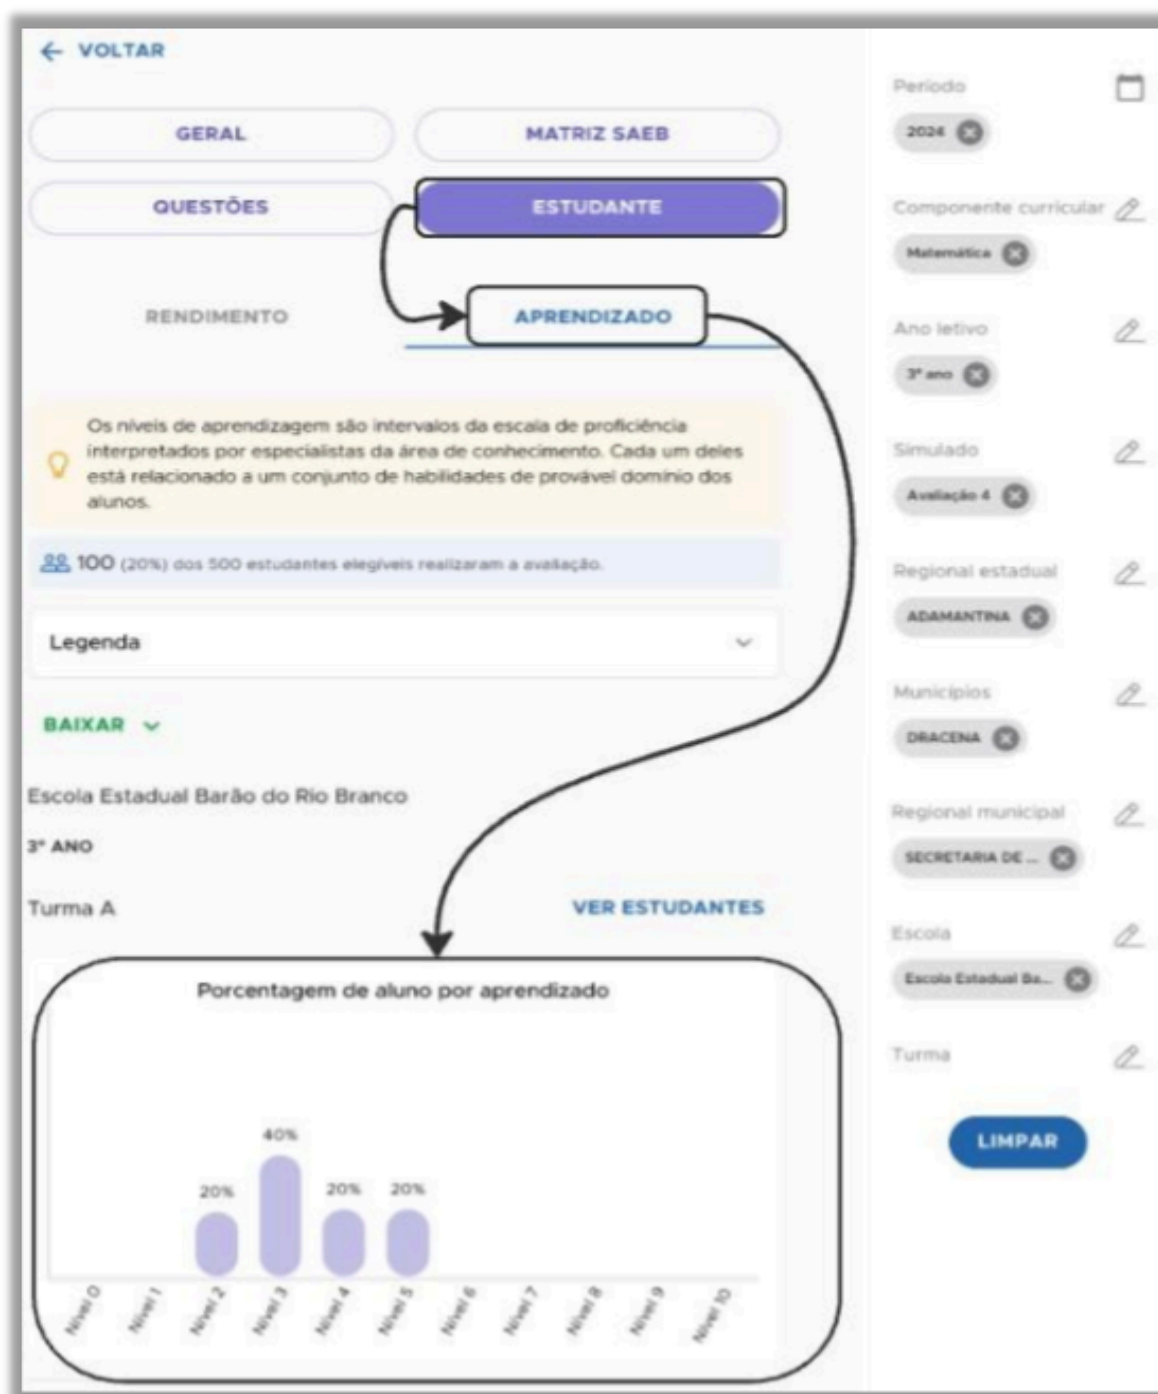 VOLTAR
GERAL
MATRIZ SAEB
QUESTÕES
ESTUDANTE
RENDIMENTO
APRENDIZADO
Os níveis de aprendizagem são intervalos da escala de proficiência
interpretados por especialistas da área de conhecimento. Cada um deles
está relacionado a um conjunto de habilidades de provável domínio dos
alunos.
100 (20%) dos 500 estudantes elegíveis realizaram a avaliação.
Legenda
BAIXAR
Escola Estadual Barão do Rio Branco
3° ANO
Turma A
VER ESTUDANTES
Porcentagem de aluno por aprendizado
40%
20%
20%
20%
Nível 0
Nível 1
Nível 2
Nível 3
Nível 4
Nível 5
Nível 6
Nível 7
Nível 8
Nível 9
Nível 10
Período
2024
Componente curricular
Matemática
Ano letivo
3° ano
Simulado
Avaliação 4
Regional estadual
ADAMANTINA
Municípios
DRACENA
Regional municipal
SECRETARIA DE ...
Escola
Escola Estadual Ba...
Turma
LIMPAR